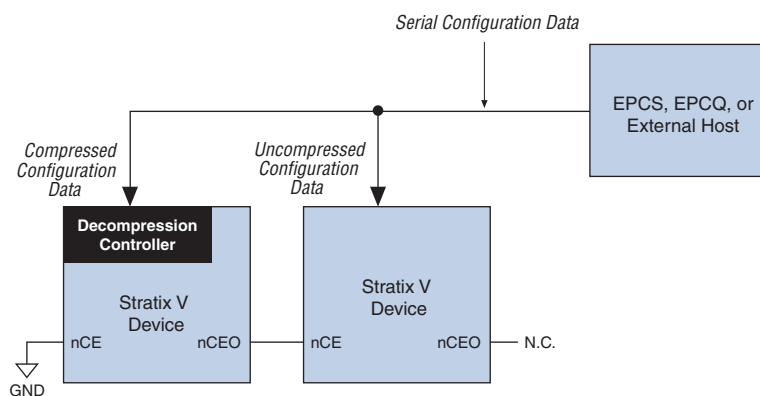 Serial Configuration Data
EPCS, EPCQ, or
External Host
Compressed
Configuration
Data
Uncompressed
Configuration
Data
Decompression
Controller
Stratix V
Device
nCE
nCEO
GND
Stratix V
Device
nCE
nCEO
N.C.